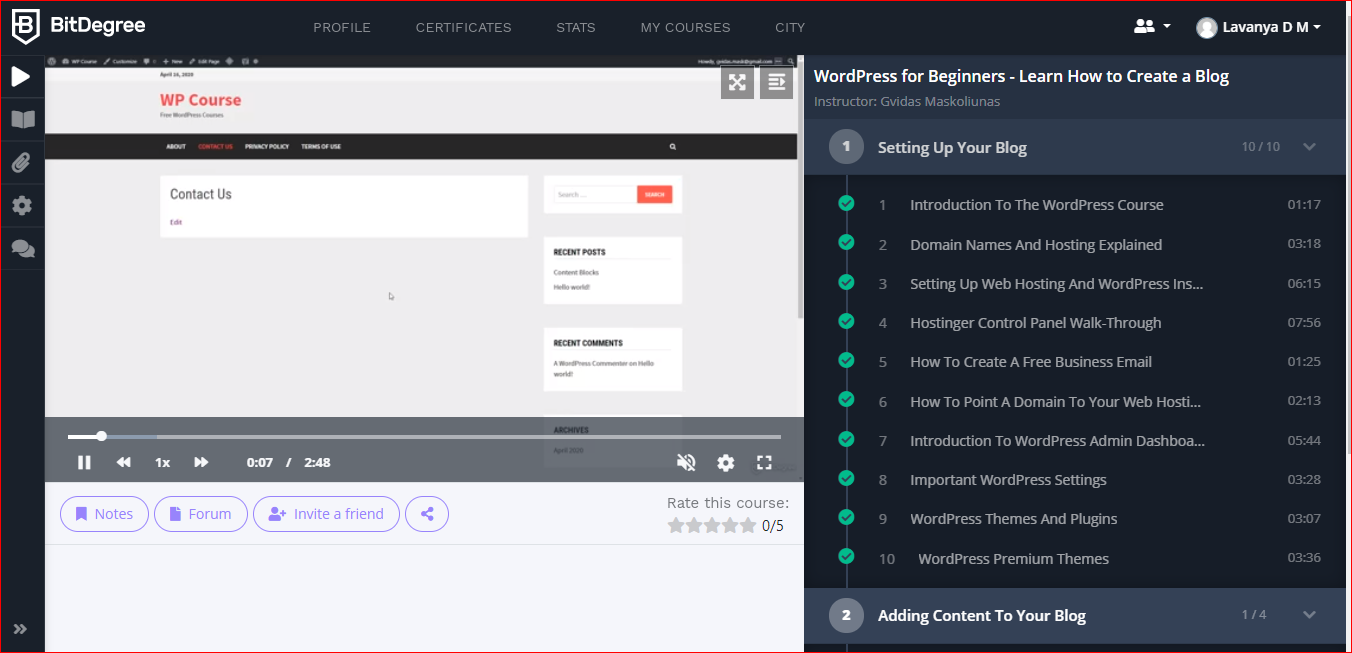 BitDegree
PROFILE
CERTIFICATES
STATS
MY COURSES
CITY
Lavanya D M
WP Course
Customize
New
Edit Page
April 16, 2020
WP Course
Free WordPress Courses
ABOUT
CONTACT US
PRIVACY POLICY
TERMS OF USE
Contact Us
Edit
Search …
SEARCH
RECENT POSTS
Content Blocks
Hello world!
RECENT COMMENTS
A WordPress Commenter on Hello
world!
ARCHIVES
April 2020
1x
0:07 / 2:48
Notes
Forum
Invite a friend
Rate this course:
0/5
WordPress for Beginners - Learn How to Create a Blog
Instructor: Gvidas Maskoliunas
1 Setting Up Your Blog 10 / 10
1 Introduction To The WordPress Course 01:17
2 Domain Names And Hosting Explained 03:18
3 Setting Up Web Hosting And WordPress Ins... 06:15
4 Hostinger Control Panel Walk-Through 07:56
5 How To Create A Free Business Email 01:25
6 How To Point A Domain To Your Web Hosti... 02:13
7 Introduction To WordPress Admin Dashboa... 05:44
8 Important WordPress Settings 03:28
9 WordPress Themes And Plugins 03:07
10 WordPress Premium Themes 03:36
2 Adding Content To Your Blog 1 / 4